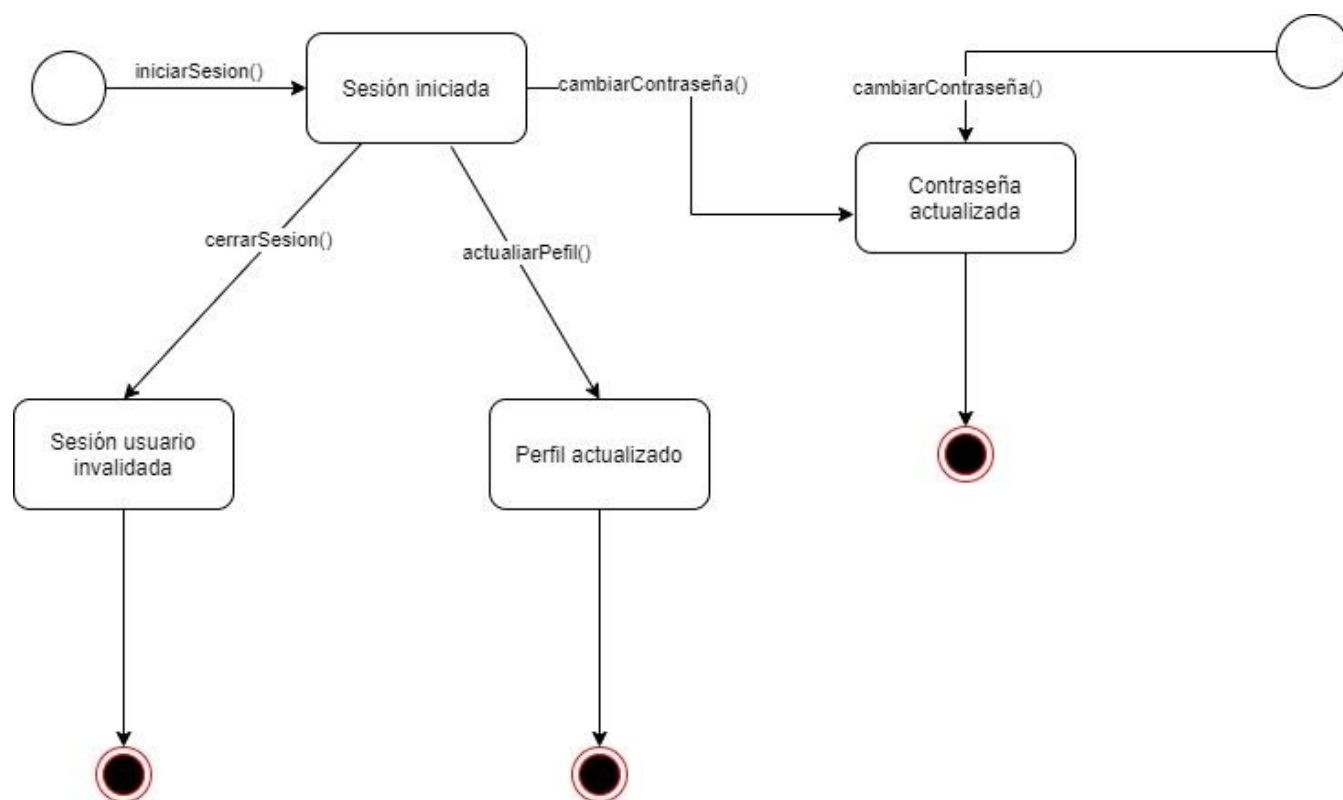 iniciarSesion()
Sesión iniciada
cambiarContraseña()
cambiarContraseña()
Contraseña
actualizada
cerrarSesion()
actualiarPefil()
Sesión usuario
invalidada
Perfil actualizado